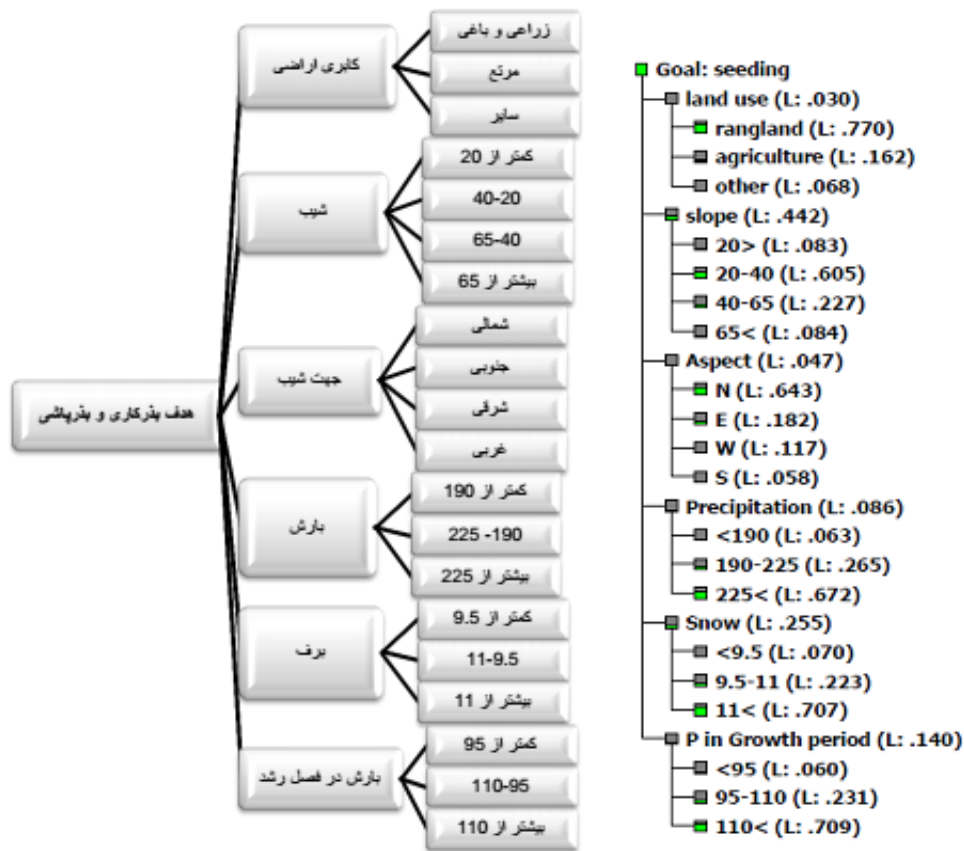 هدف بذرکاری و بذرپاشی
کابری اراضی
زراعی و باغی
مرتع
سایر
شیب
کمتر از 20
40-20
65-40
بیشتر از 65
جهت شیب
شمالی
جنوبی
شرقی
غربی
بارش
کمتر از 190
225 -190
بیشتر از 225
برف
کمتر از 9.5
11-9.5
بیشتر از 11
بارش در فصل رشد
کمتر از 95
110-95
بیشتر از 110
Goal: seeding
land use (L: .030)
rangland (L: .770)
agriculture (L: .162)
other (L: .068)
slope (L: .442)
20> (L: .083)
20-40 (L: .605)
40-65 (L: .227)
65< (L: .084)
Aspect (L: .047)
N (L: .643)
E (L: .182)
W (L: .117)
S (L: .058)
Precipitation (L: .086)
<190 (L: .063)
190-225 (L: .265)
225< (L: .672)
Snow (L: .255)
<9.5 (L: .070)
9.5-11 (L: .223)
11< (L: .707)
P in Growth period (L: .140)
<95 (L: .060)
95-110 (L: .231)
110< (L: .709)